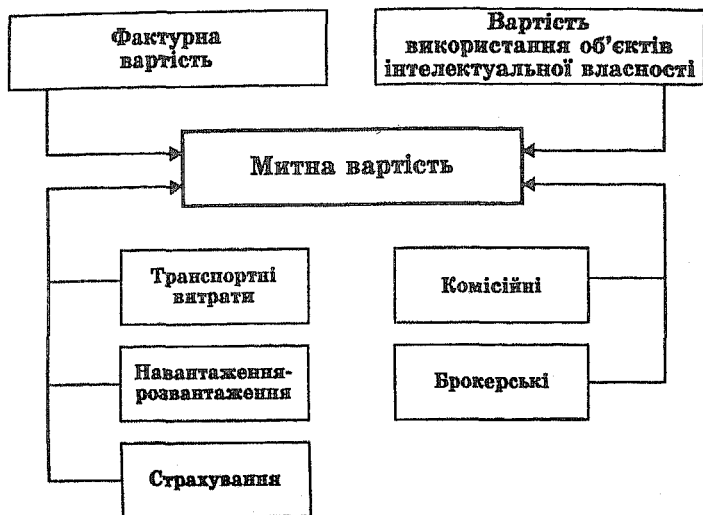 Фактурна
вартість
Вартість
використання об'єктів
інтелектуальної власності
Митна вартість
Транспортні
витрати
Комісійні
Навантаження-
розвантаження
Брокерські
Страхування